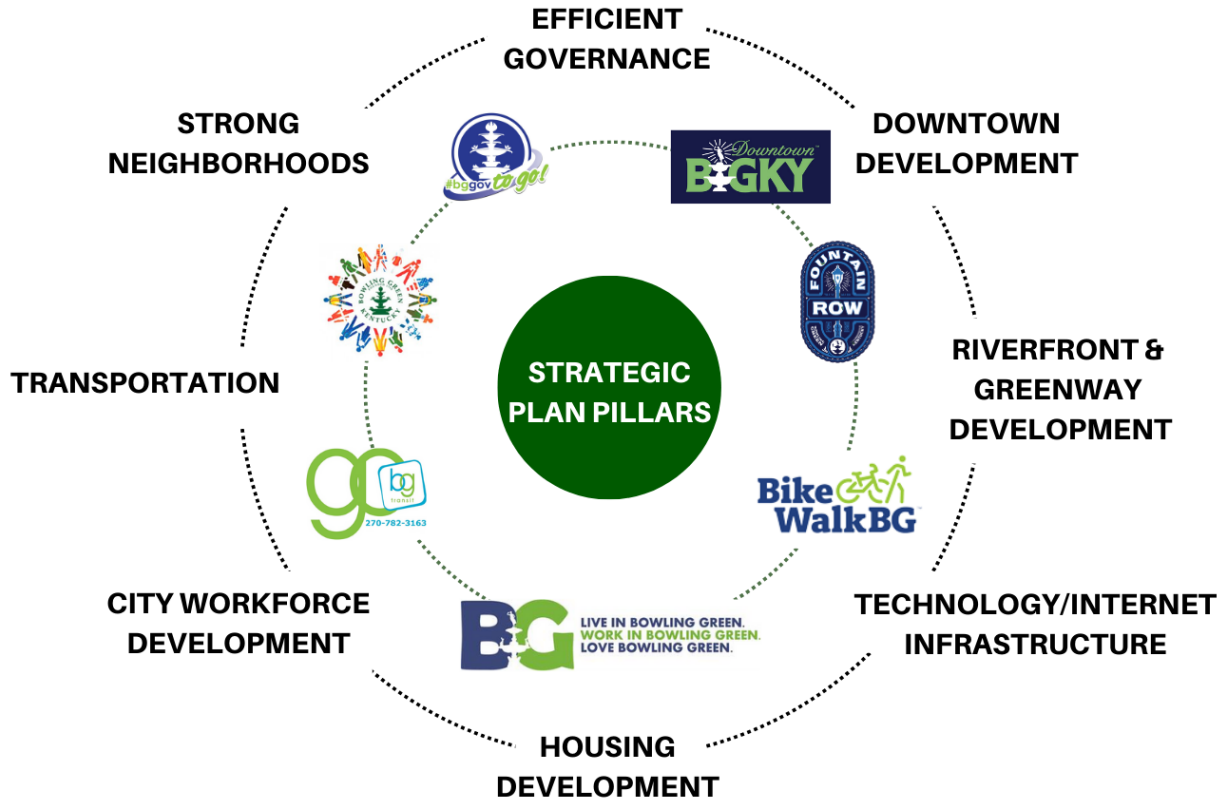 EFFICIENT
GOVERNANCE
STRONG
NEIGHBORHOODS
DOWNTOWN
DEVELOPMENT
#bggov to go!
Downtown
BGKY
BOWLING GREEN
KENTUCKY
FOUNTAIN
ROW
STRATEGIC
PLAN PILLARS
TRANSPORTATION
RIVERFRONT &
GREENWAY
DEVELOPMENT
go
bg
transit
270-782-3163
Bike
WalkBG
CITY WORKFORCE
DEVELOPMENT
BG
LIVE IN BOWLING GREEN.
WORK IN BOWLING GREEN.
LOVE BOWLING GREEN.
TECHNOLOGY/INTERNET
INFRASTRUCTURE
HOUSING
DEVELOPMENT